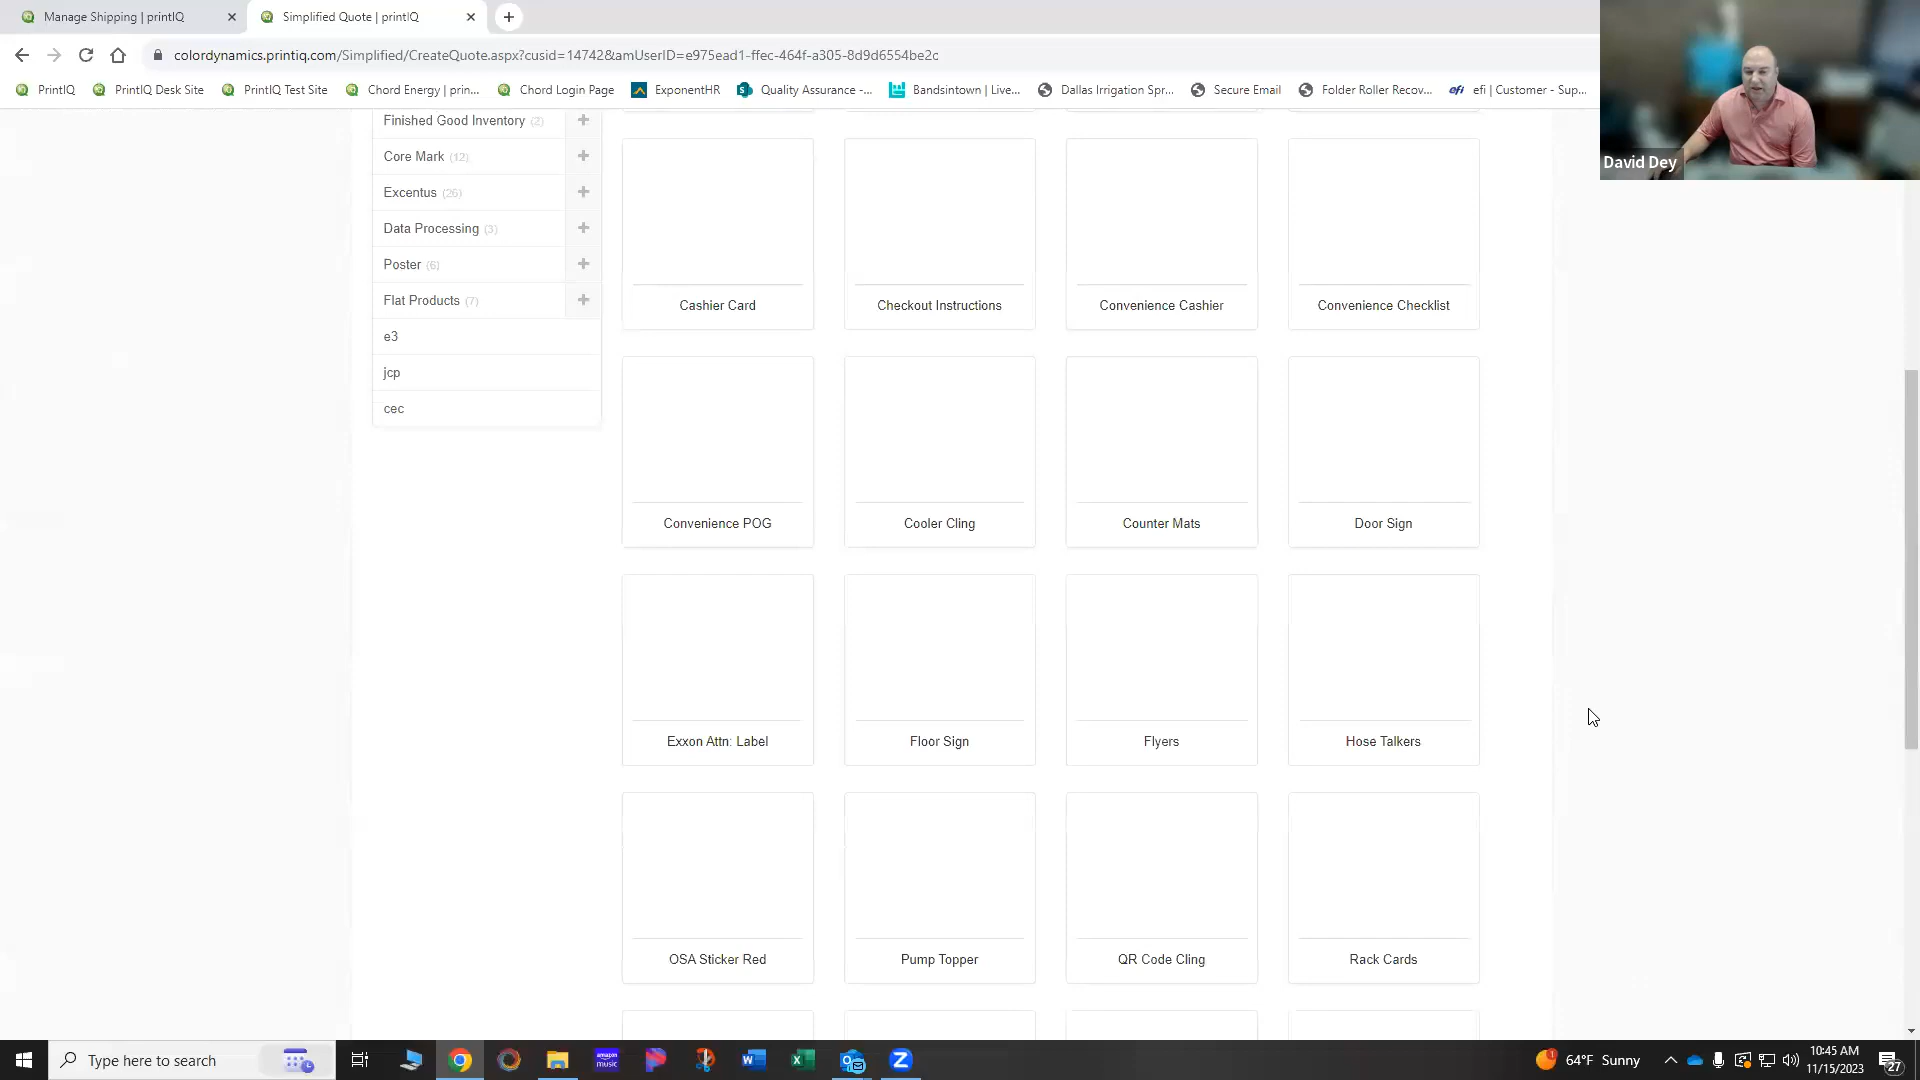 Manage Shipping | printIQ
Simplified Quote | printIQ
colordynamics.printiq.com/Simplified/CreateQuote.aspx?cusid=14742&amUserID=e975ead1-ffec-464f-a305-8d9d6554be2c
PrintIQ
PrintIQ Desk Site
PrintIQ Test Site
Chord Energy | prin...
Chord Login Page
ExponentHR
Quality Assurance -...
Bandsintown | Live...
Dallas Irrigation Spr...
Secure Email
Folder Roller Recov...
efi | Customer - Sup...
David Dey
Finished Good Inventory (2)
Core Mark (12)
Excentus (26)
Data Processing (3)
Poster (6)
Flat Products (7)
e3
jcp
cec
Cashier Card
Checkout Instructions
Convenience Cashier
Convenience Checklist
Convenience POG
Cooler Cling
Counter Mats
Door Sign
Exxon Attn: Label
Floor Sign
Flyers
Hose Talkers
OSA Sticker Red
Pump Topper
QR Code Cling
Rack Cards
Type here to search
amazon music
64°F Sunny
10:45 AM
11/15/2023
27